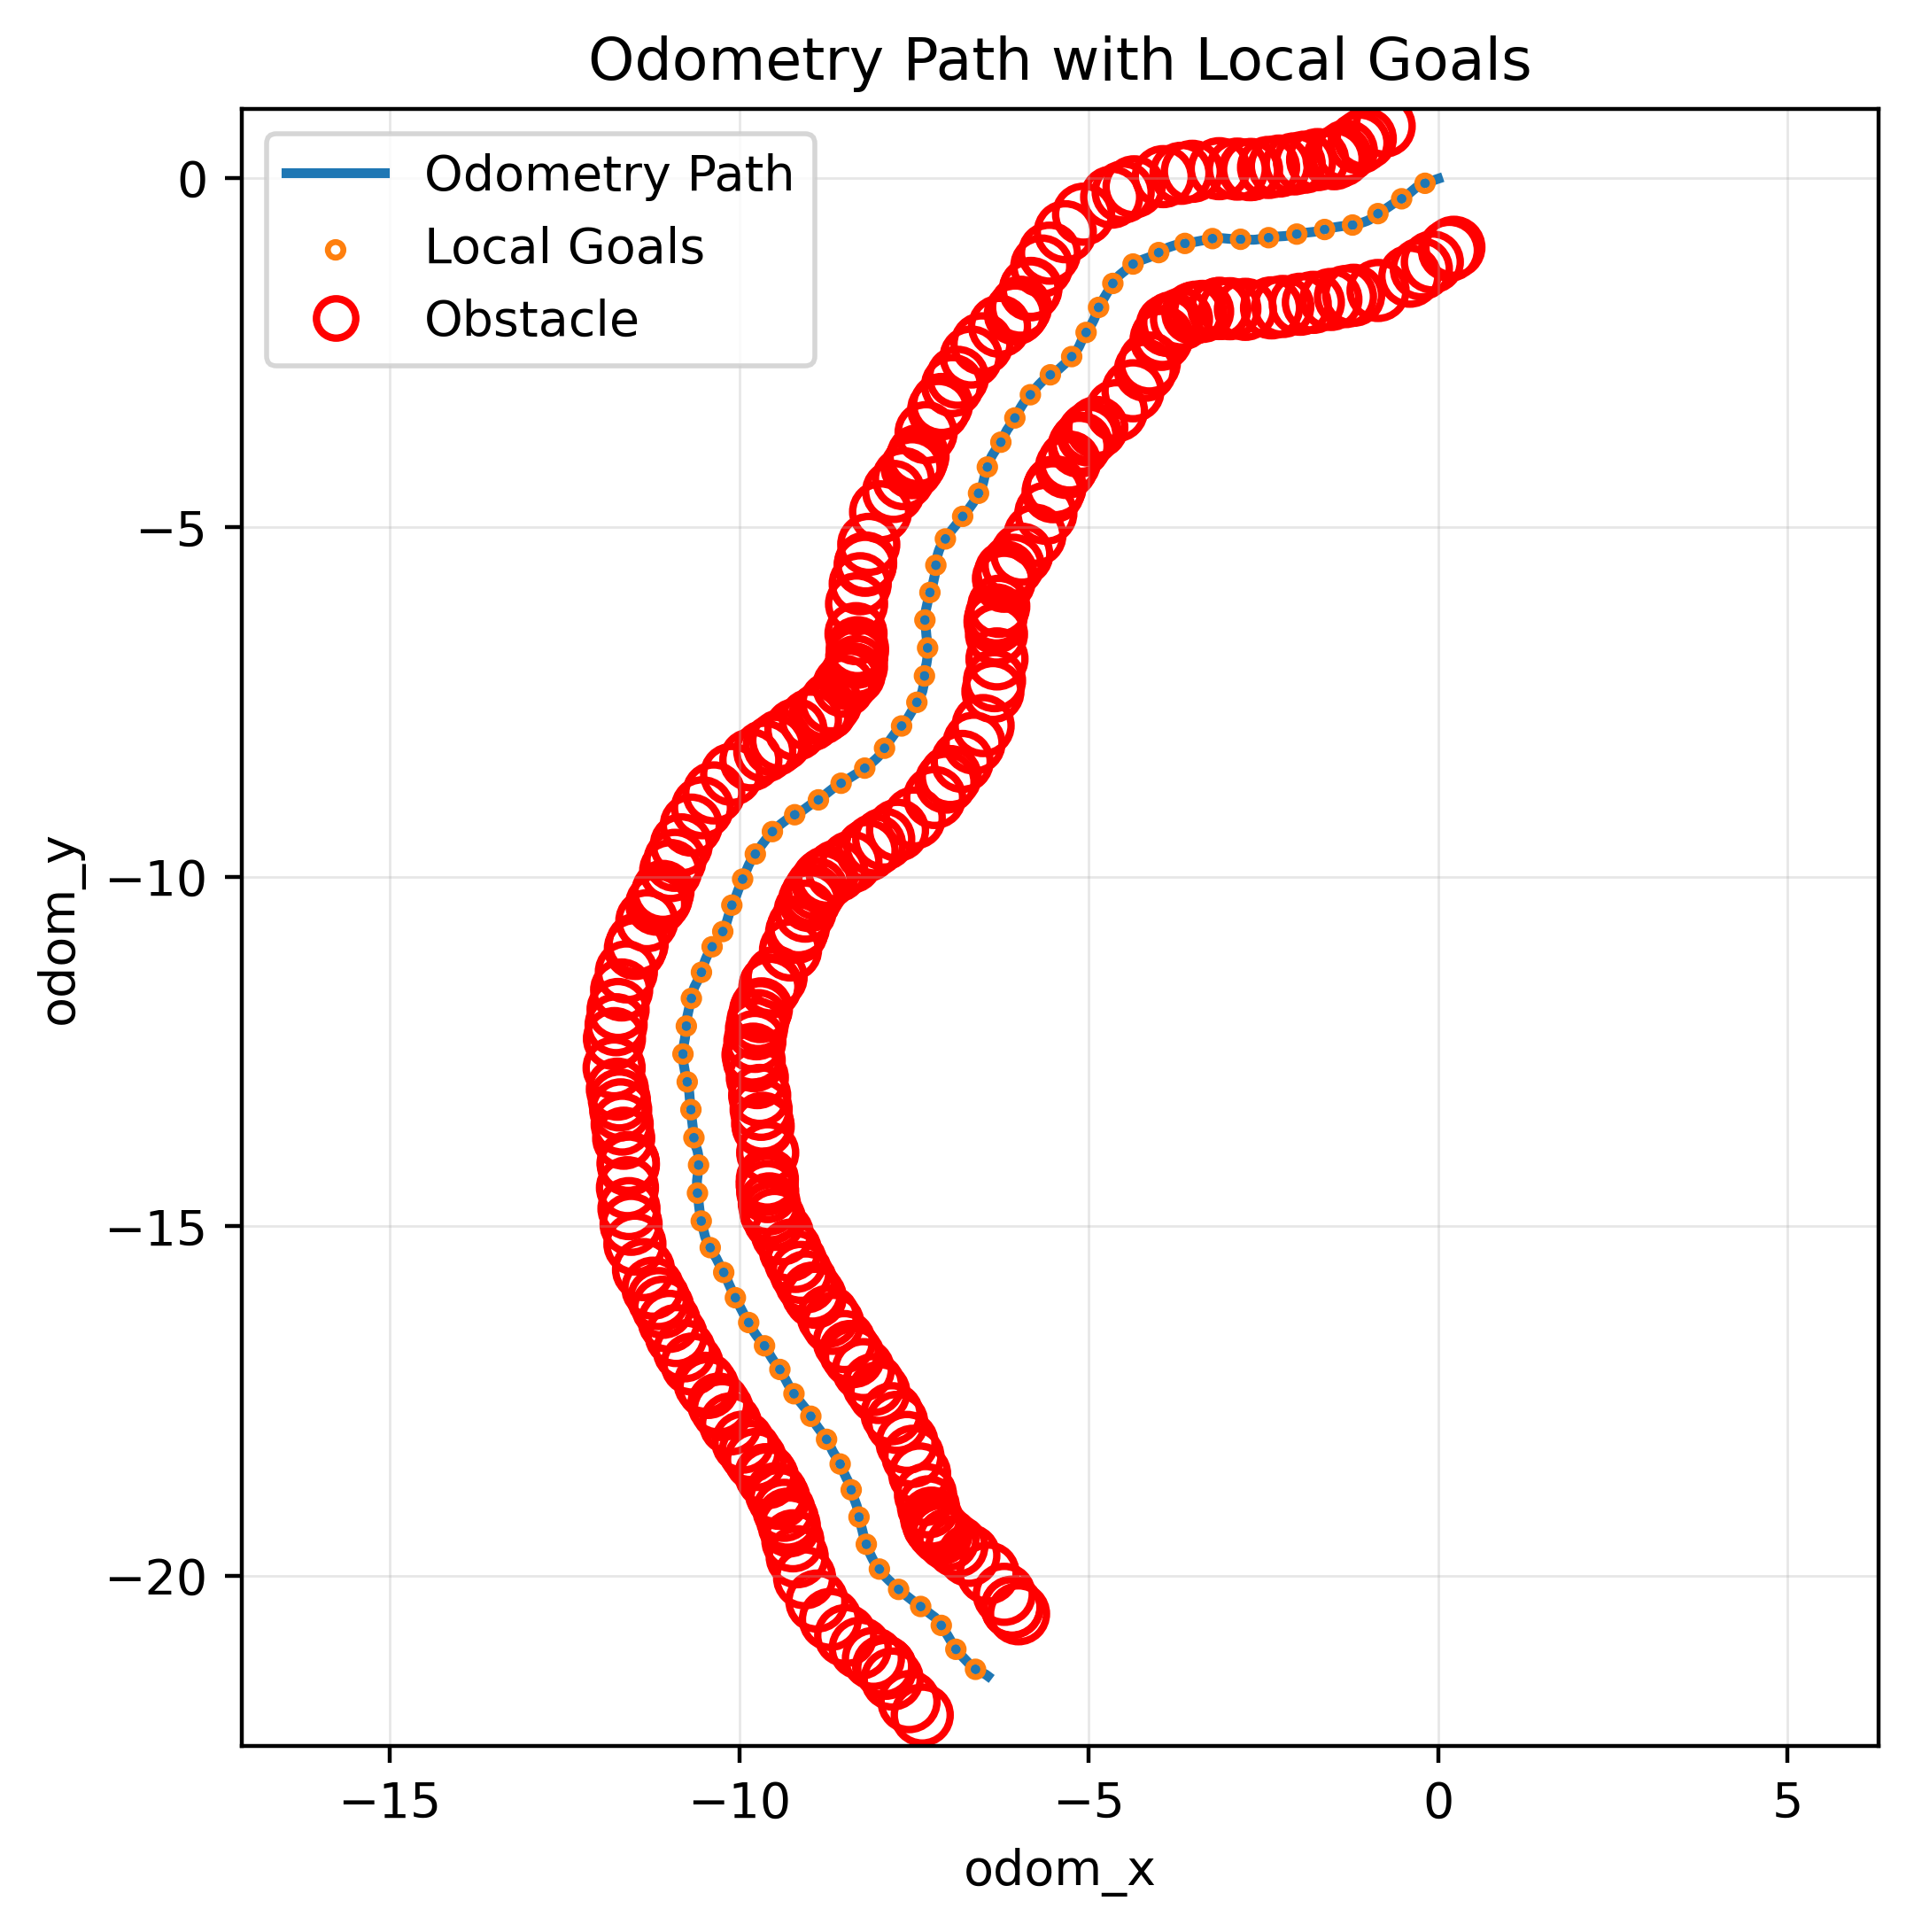 Odometry Path with Local Goals
Odometry Path
Local Goals
Obstacle
0
−5
−10
−15
−20
odom_y
−15
−10
−5
0
5
odom_x